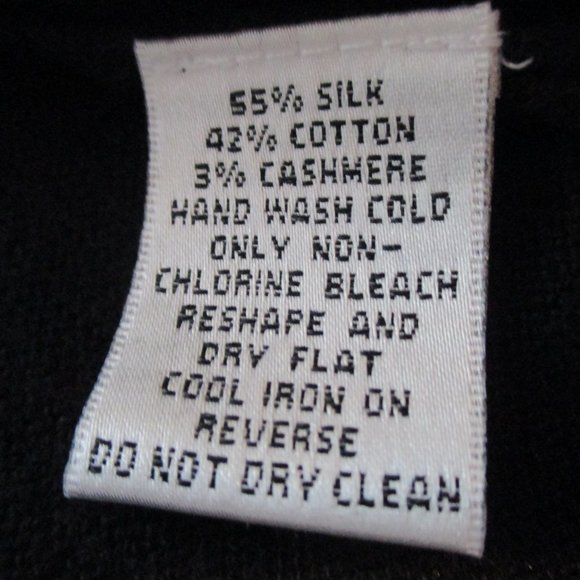 55% SILK
42% COTTON
3% CASHMERE
HAND WASH COLD
ONLY NON-
CHLORINE BLEACH
RESHAPE AND
DRY FLAT
COOL IRON ON
REVERSE
DO NOT DRY CLEAN